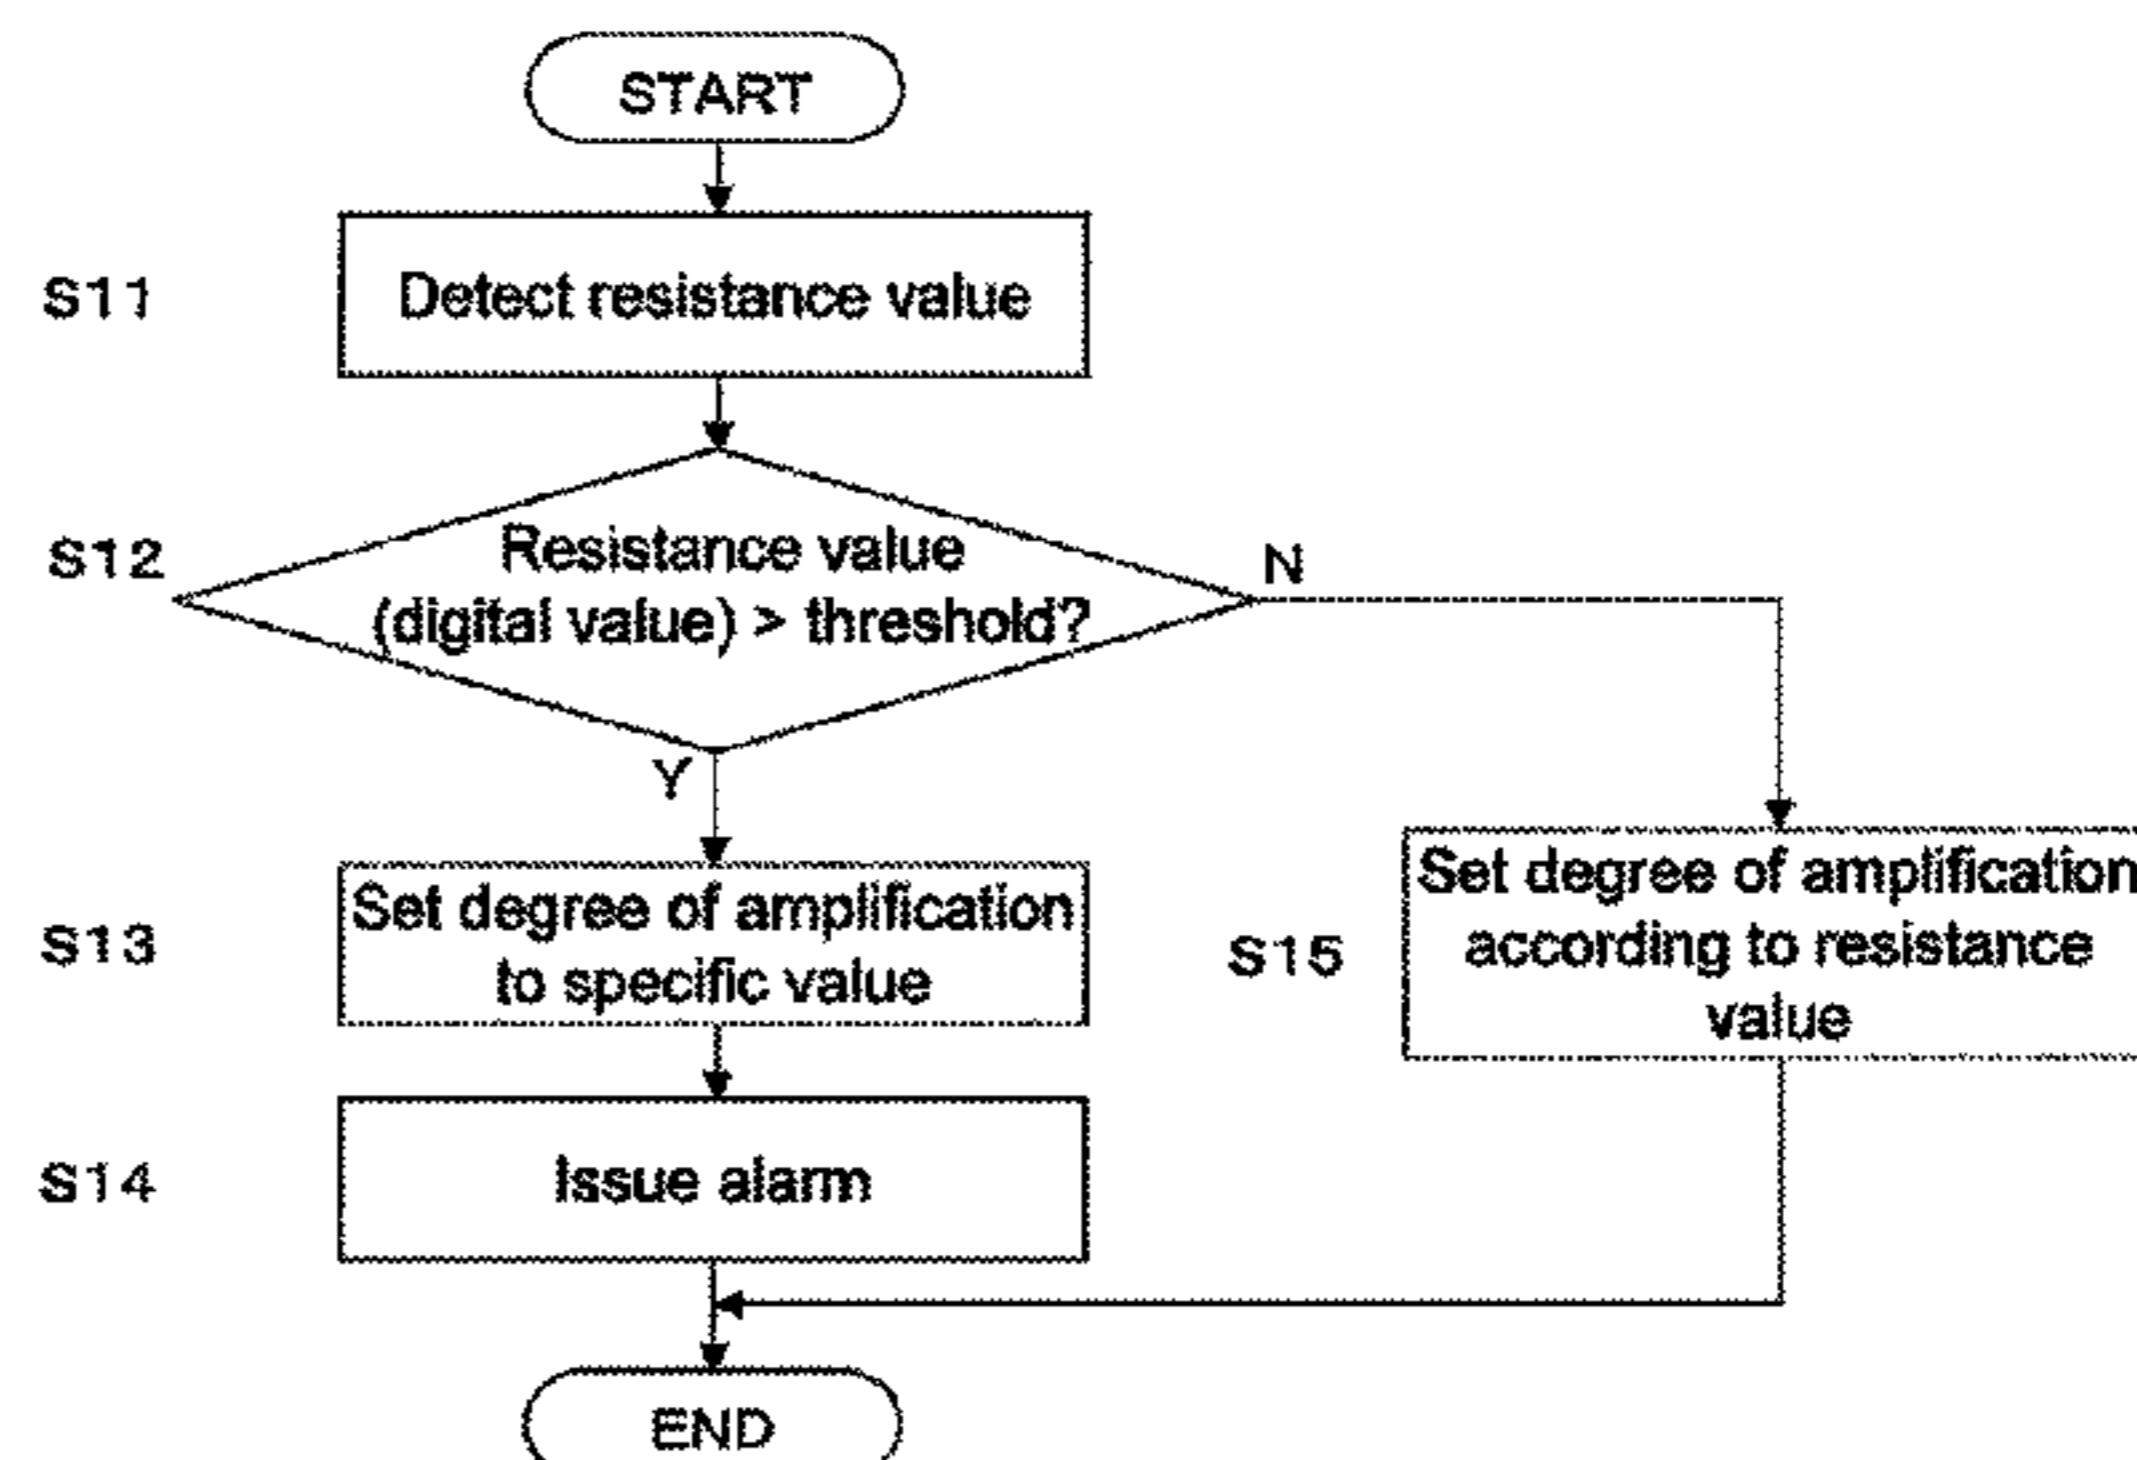 START
S11
Detect resistance value
S12
Resistance value
(digital value) > threshold?
N
Y
S13
Set degree of amplification
to specific value
S15
Set degree of amplification
according to resistance
value
S14
Issue alarm
END